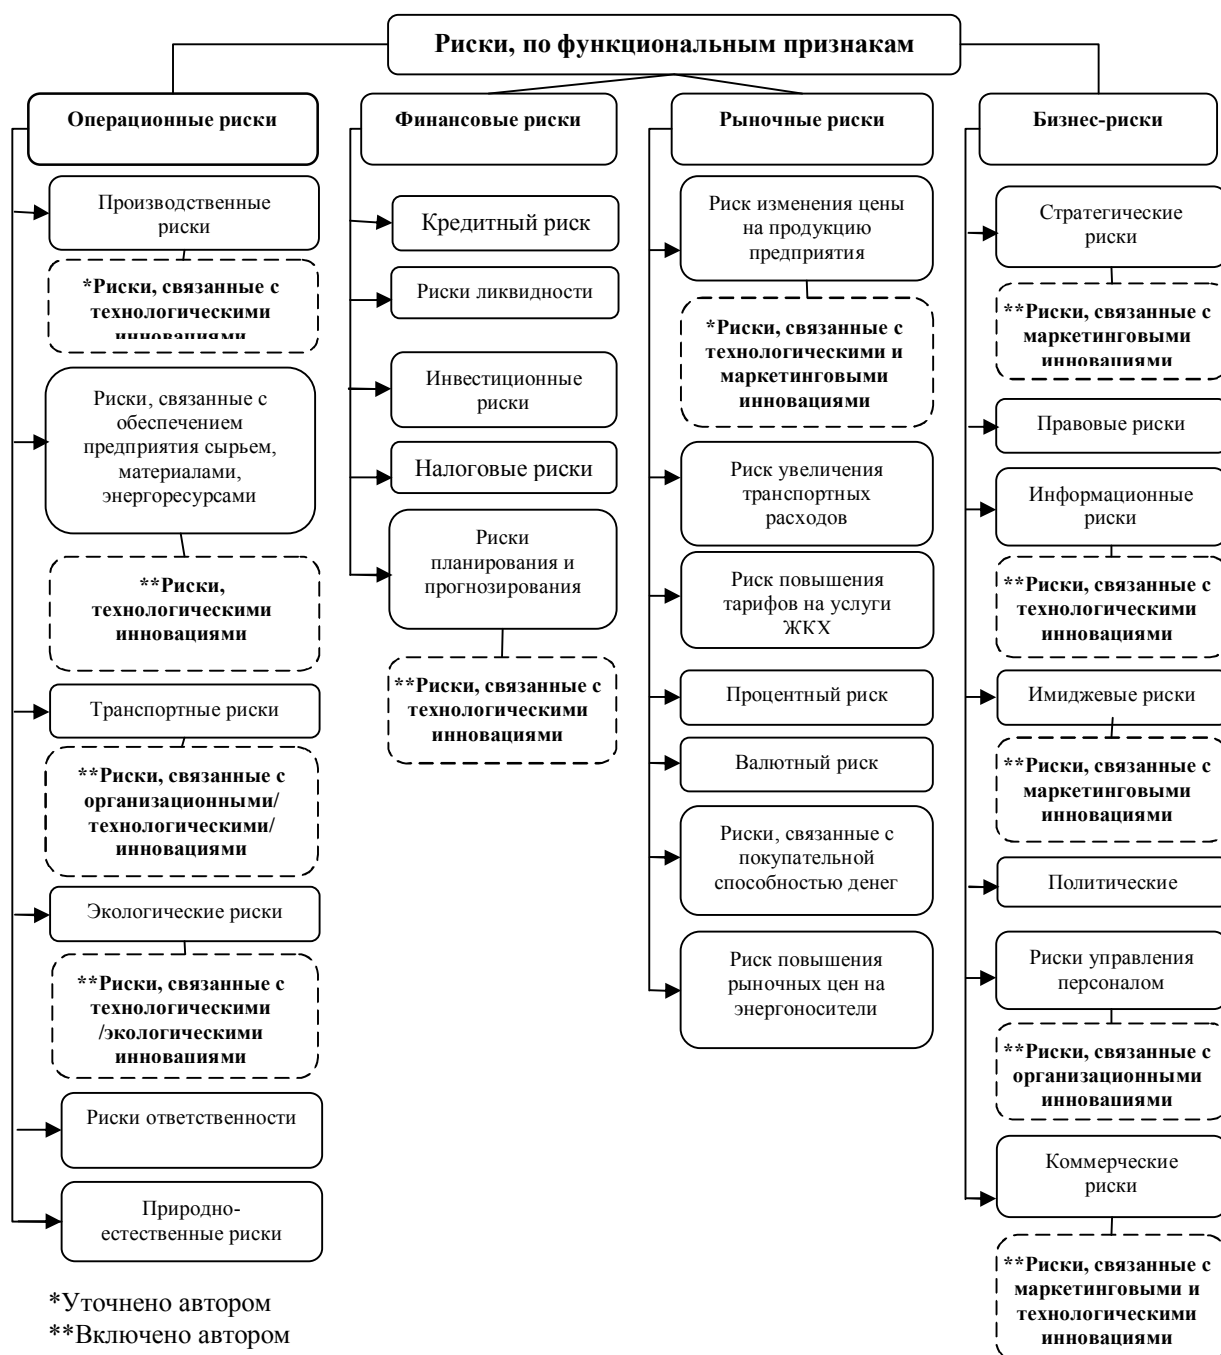 Риски, по функциональным признакам
Операционные риски
Производственные
риски
*Риски, связанные с
технологическими
инновациями
Риски, связанные с
обеспечением
предприятия сырьем,
материалами,
энергоресурсами
**Риски,
технологическими
инновациями
Транспортные риски
**Риски, связанные с
организационными/
технологическими/
инновациями
Экологические риски
**Риски, связанные с
технологическими
/экологическими
инновациями
Риски ответственности
Природно-
естественные риски
Финансовые риски
Кредитный риск
Риски ликвидности
Инвестиционные
риски
Налоговые риски
Риски
планирования и
прогнозирования
**Риски, связанные с
технологическими
инновациями
Рыночные риски
Риск изменения цены
на продукцию
предприятия
*Риски, связанные с
технологическими и
маркетинговыми
инновациями
Риск увеличения
транспортных
расходов
Риск повышения
тарифов на услуги
ЖКХ
Процентный риск
Валютный риск
Риски, связанные с
покупательной
способностью денег
Риск повышения
рыночных цен на
энергоносители
Бизнес-риски
Стратегические
риски
**Риски, связанные с
маркетинговыми
инновациями
Правовые риски
Информационные
риски
**Риски, связанные с
технологическими
инновациями
Имиджевые риски
**Риски, связанные с
маркетинговыми
инновациями
Политические
Риски управления
персоналом
**Риски, связанные с
организационными
инновациями
Коммерческие
риски
**Риски, связанные с
маркетинговыми и
технологическими
инновациями
*Уточнено автором
**Включено автором